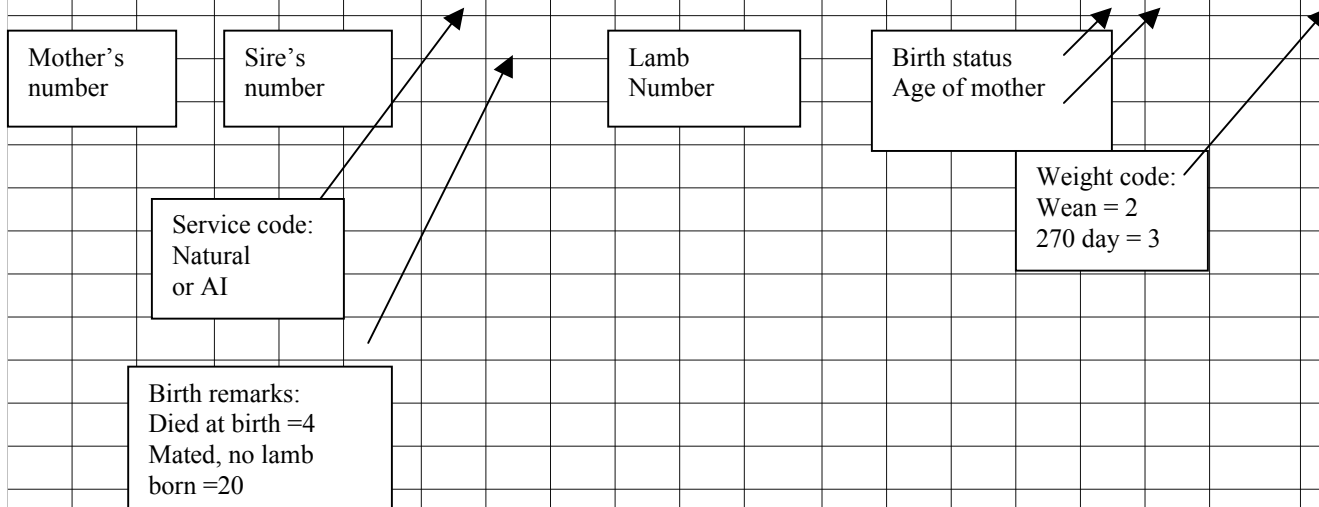 Mother's
number
Sire's
number
Lamb
Number
Birth status
Age of mother
Weight code:
Wean = 2
270 day = 3
Service code:
Natural
or AI
Birth remarks:
Died at birth =4
Mated, no lamb
born =20